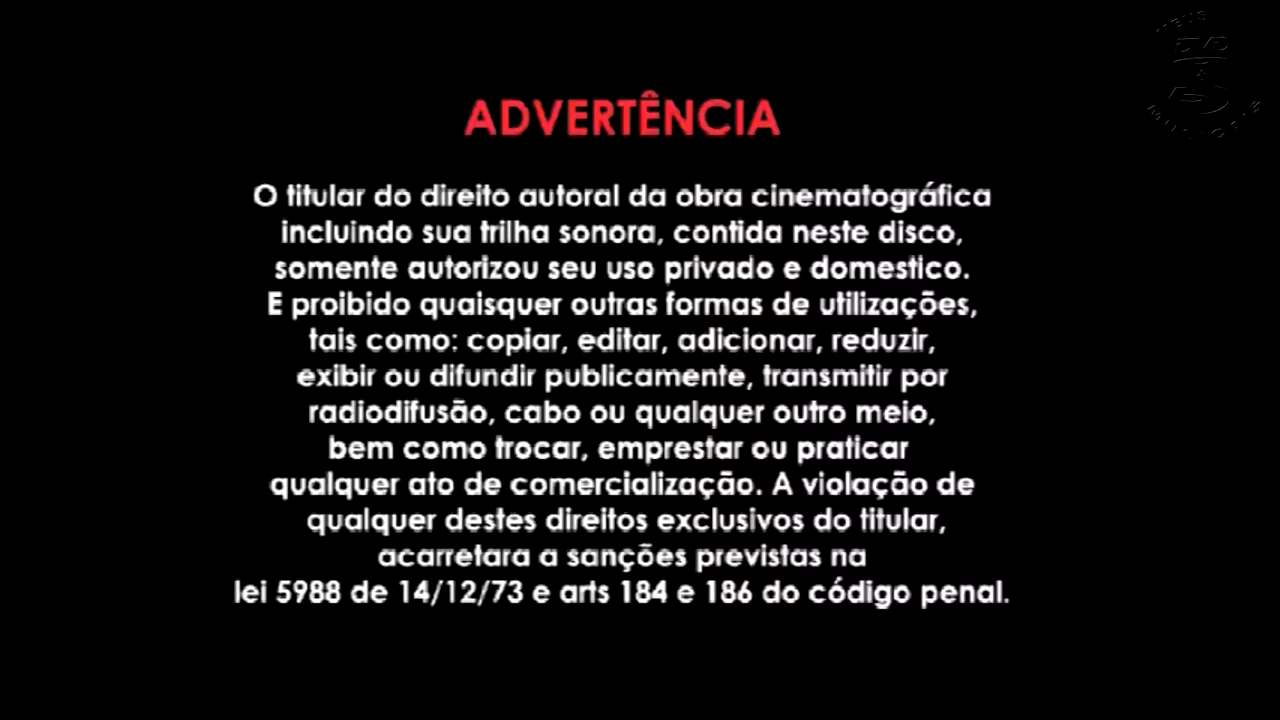 ADVERTÊNCIA
O titular do direito autoral da obra cinematográfica
incluindo sua trilha sonora, contida neste disco,
somente autorizou seu uso privado e domestico.
E proibido quaisquer outras formas de utilizações,
tais como: copiar, editar, adicionar, reduzir,
exibir ou difundir publicamente, transmitir por
radiodifusão, cabo ou qualquer outro meio,
bem como trocar, emprestar ou praticar
qualquer ato de comercialização. A violação de
qualquer destes direitos exclusivos do titular,
acarretara a sanções previstas na
lei 5988 de 14/12/73 e arts 184 e 186 do código penal.